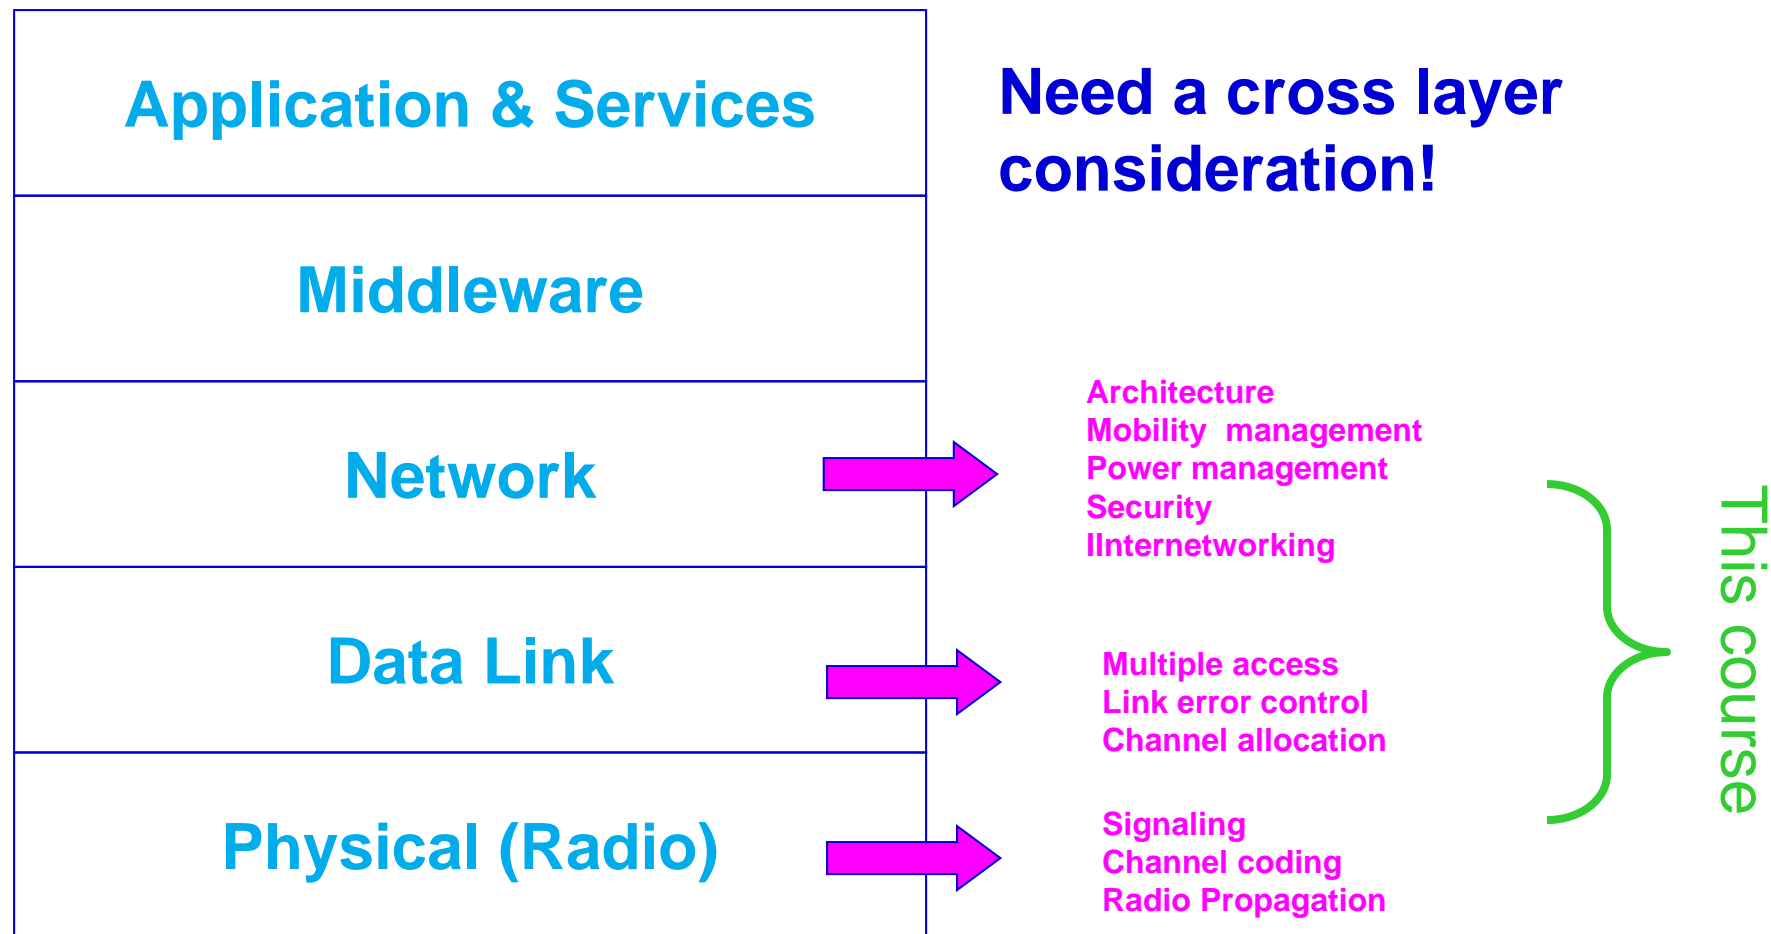 Application & Services
Need a cross layer
consideration!
Middleware
Network
Architecture
Mobility  management
Power management
Security
IInternetworking
This course
Data Link
Multiple access
Link error control
Channel allocation
Physical (Radio)
Signaling
Channel coding
Radio Propagation